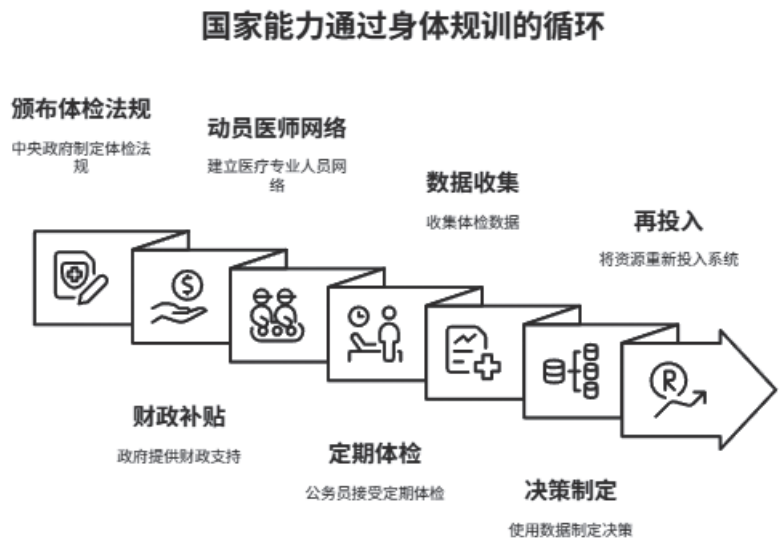 国家能力通过身体规训的循环
颁布体检法规
中央政府制定体检法
规
动员医师网络
建立医疗专业人员网
络
数据收集
收集体检数据
再投入
将资源重新投入系统
$
R
财政补贴
政府提供财政支持
定期体检
公务员接受定期体检
决策制定
使用数据制定决策